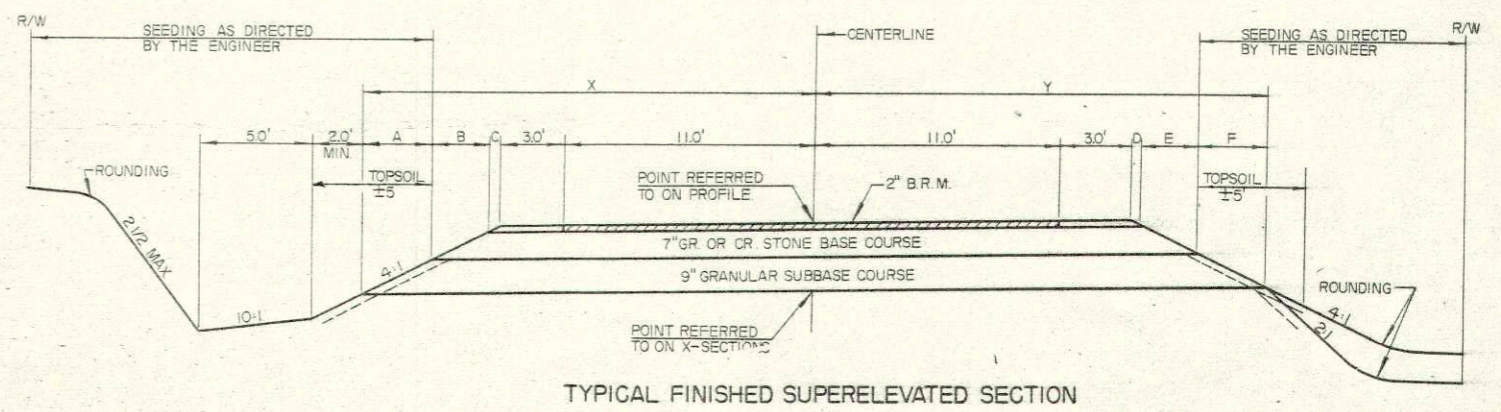 R/W
SEEDING AS DIRECTED
BY THE ENGINEER
CENTERLINE
SEEDING AS DIRECTED
BY THE ENGINEER
R/W
X
Y
5.0'
2.0'
MIN.
A
B
C
3.0'
11.0'
11.0'
3.0'
D
E
F
ROUNDING
TOPSOIL
±5
POINT REFERRED
TO ON PROFILE
2" B.R.M.
TOPSOIL
±5'
2 1/2 MAX
7" GR. OR CR. STONE BASE COURSE
4:1
9" GRANULAR SUBBASE COURSE
ROUNDING
10:1
4:1
2:1
POINT REFERRED
TO ON X-SECTIONS
TYPICAL FINISHED SUPERELEVATED SECTION